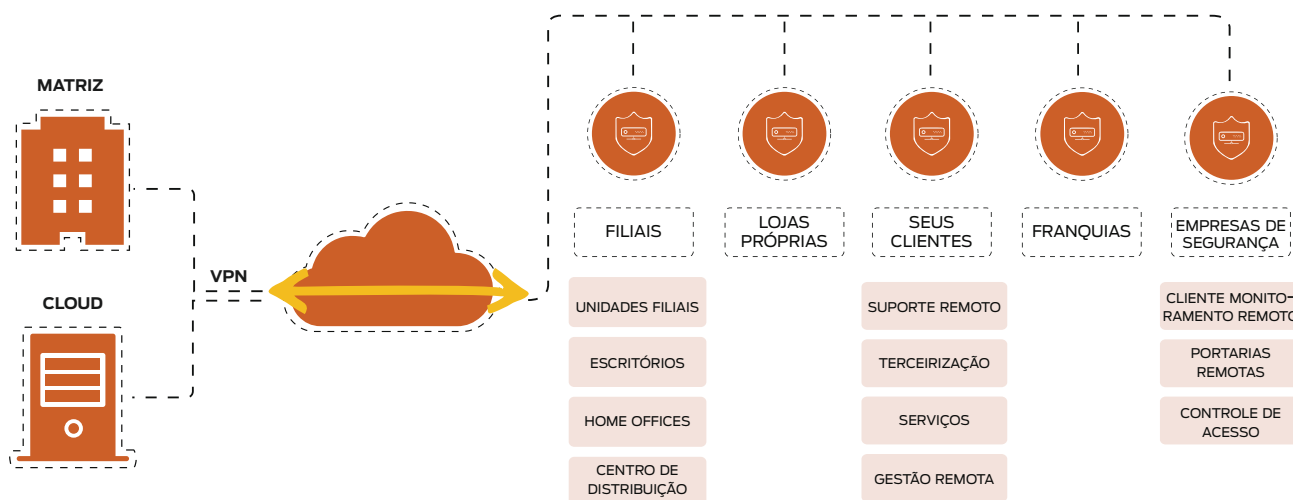 MATRIZ
CLOUD
VPN
FILIAIS
UNIDADES FILIAIS
ESCRITÓRIOS
HOME OFFICES
CENTRO DE
DISTRIBUIÇÃO
LOJAS
PRÓPRIAS
SEUS
CLIENTES
SUPORTE REMOTO
TERCEIRIZAÇÃO
SERVIÇOS
GESTÃO REMOTA
FRANQUIAS
EMPRESAS DE
SEGURANÇA
CLIENTE MONITO-
RAMENTO REMOTO
PORTARIAS
REMOTAS
CONTROLE DE
ACESSO